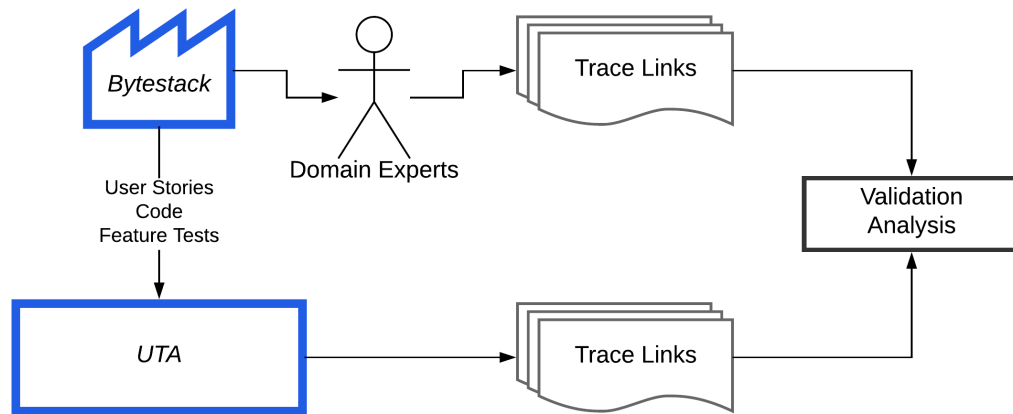 Bytestack
Domain Experts
Trace Links
User Stories
Code
Feature Tests
Validation
Analysis
UTA
Trace Links